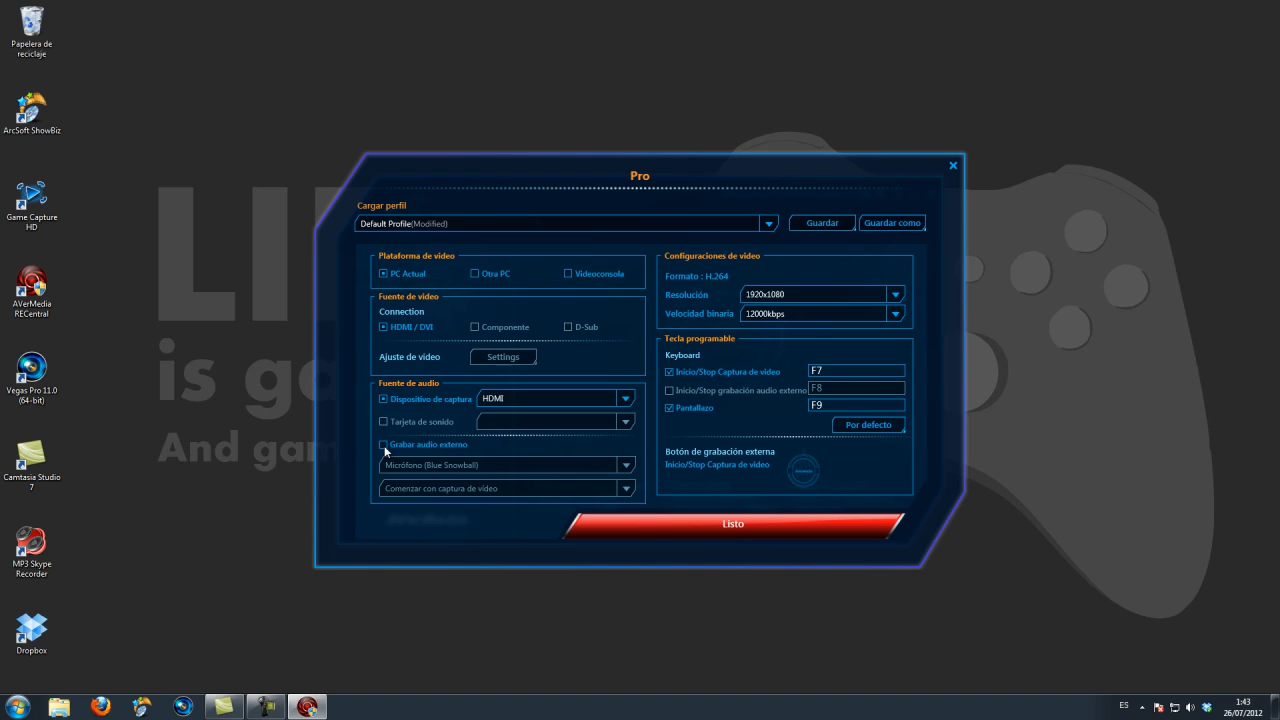 Papelera de
reciclaje
ArcSoft ShowBiz
Game Capture
HD
AVerMedia
RECentral
Vegas Pro 11.0
(64-bit)
Camtasia Studio
7
MP3 Skype
Recorder
Dropbox
LI
is ga
And gam
Pro
Cargar perfil
Default Profile(Modified)
Guardar
Guardar como
Plataforma de video
PC Actual
Otra PC
Videoconsola
Fuente de video
Connection
HDMI / DVI
Componente
D-Sub
Ajuste de video
Settings
Fuente de audio
Dispositivo de captura
HDMI
Tarjeta de sonido
Grabar audio externo
Micrófono (Blue Snowball)
Comenzar con captura de vídeo
Configuraciones de video
Formato : H.264
Resolución
1920x1080
Velocidad binaria
12000kbps
Tecla programable
Keyboard
Inicio/Stop Captura de video
F7
Inicio/Stop grabación audio externo
F8
Pantallazo
F9
Por defecto
Botón de grabación externa
Inicio/Stop Captura de video
Listo
ES
1:43
26/07/2012